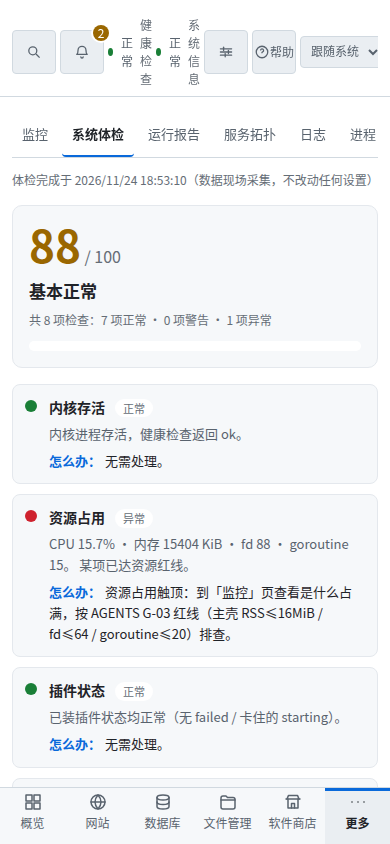 2
正常
健康检查
正常
系统信息
帮助
跟随系统
监控 系统体检 运行报告 服务拓扑 日志 进程
体检完成于 2026/11/24 18:53:10（数据现场采集，不改动任何设置）
88 / 100
基本正常
共 8 项检查：7 项正常 · 0 项警告 · 1 项异常
内核存活 正常
内核进程存活，健康检查返回 ok。
怎么办： 无需处理。
资源占用 异常
CPU 15.7% · 内存 15404 KiB · fd 88 · goroutine
15。 某项已达资源红线。
怎么办： 资源占用触顶：到「监控」页查看是什么占
满，按 AGENTS G-03 红线（主壳 RSS≤16MiB /
fd≤64 / goroutine≤20）排查。
插件状态 正常
已装插件状态均正常（无 failed / 卡住的 starting）。
怎么办： 无需处理。
概览 网站 数据库 文件管理 软件商店 更多